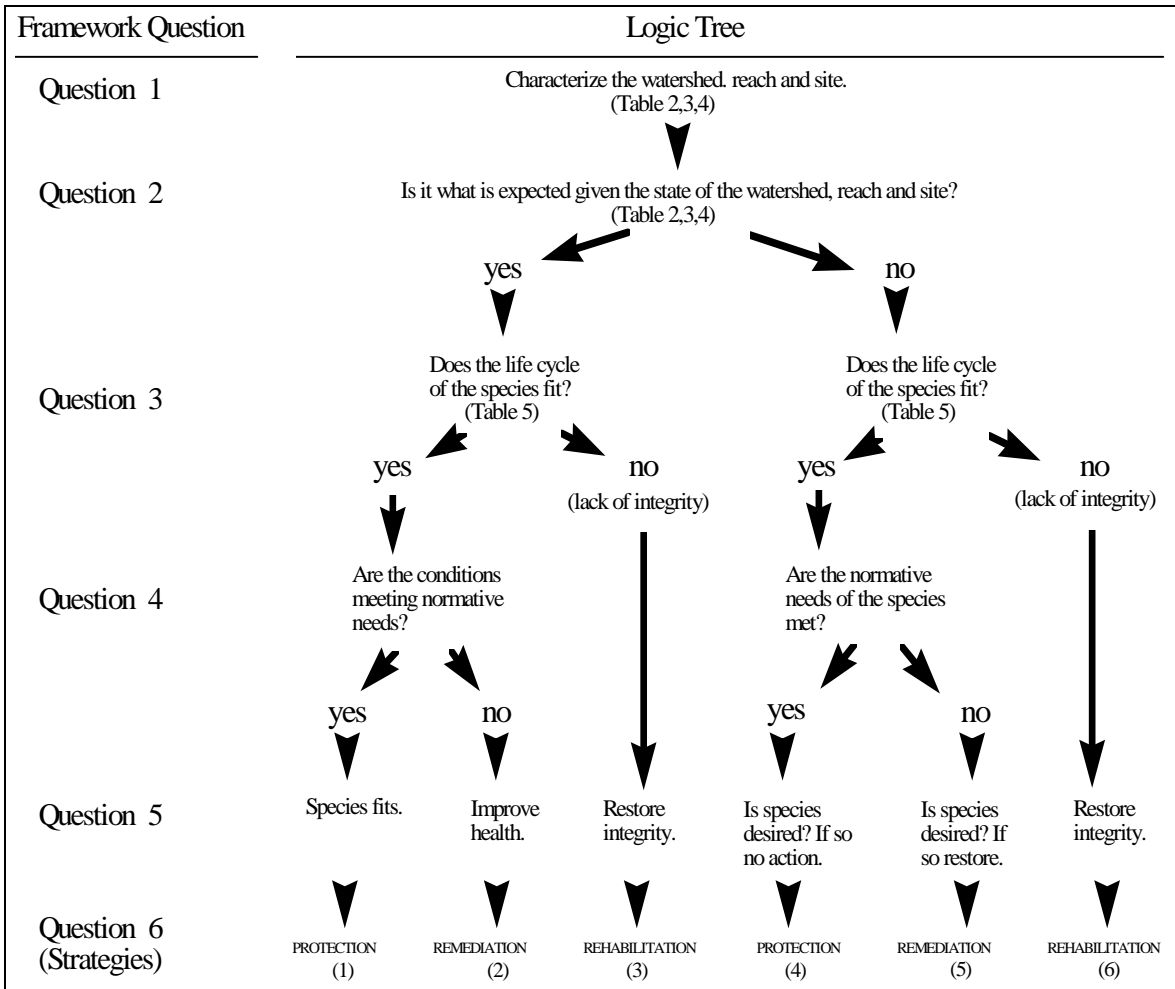 Framework Question
Logic Tree
Question 1
Characterize the watershed. reach and site.
(Table 2,3,4)
Question 2
Is it what is expected given the state of the watershed, reach and site?
(Table 2,3,4)
yes
no
Question 3
Does the life cycle
of the species fit?
(Table 5)
Does the life cycle
of the species fit?
(Table 5)
yes
no
(lack of integrity)
yes
no
(lack of integrity)
Question 4
Are the conditions
meeting normative
needs?
Are the normative
needs of the species
met?
yes
no
yes
no
Question 5
Species fits.
Improve
health.
Restore
integrity.
Is species
desired? If so
no action.
Is species
desired? If
so restore.
Restore
integrity.
Question 6
(Strategies)
PROTECTION
(1)
REMEDIATION
(2)
REHABILITATION
(3)
PROTECTION
(4)
REMEDIATION
(5)
REHABILITATION
(6)